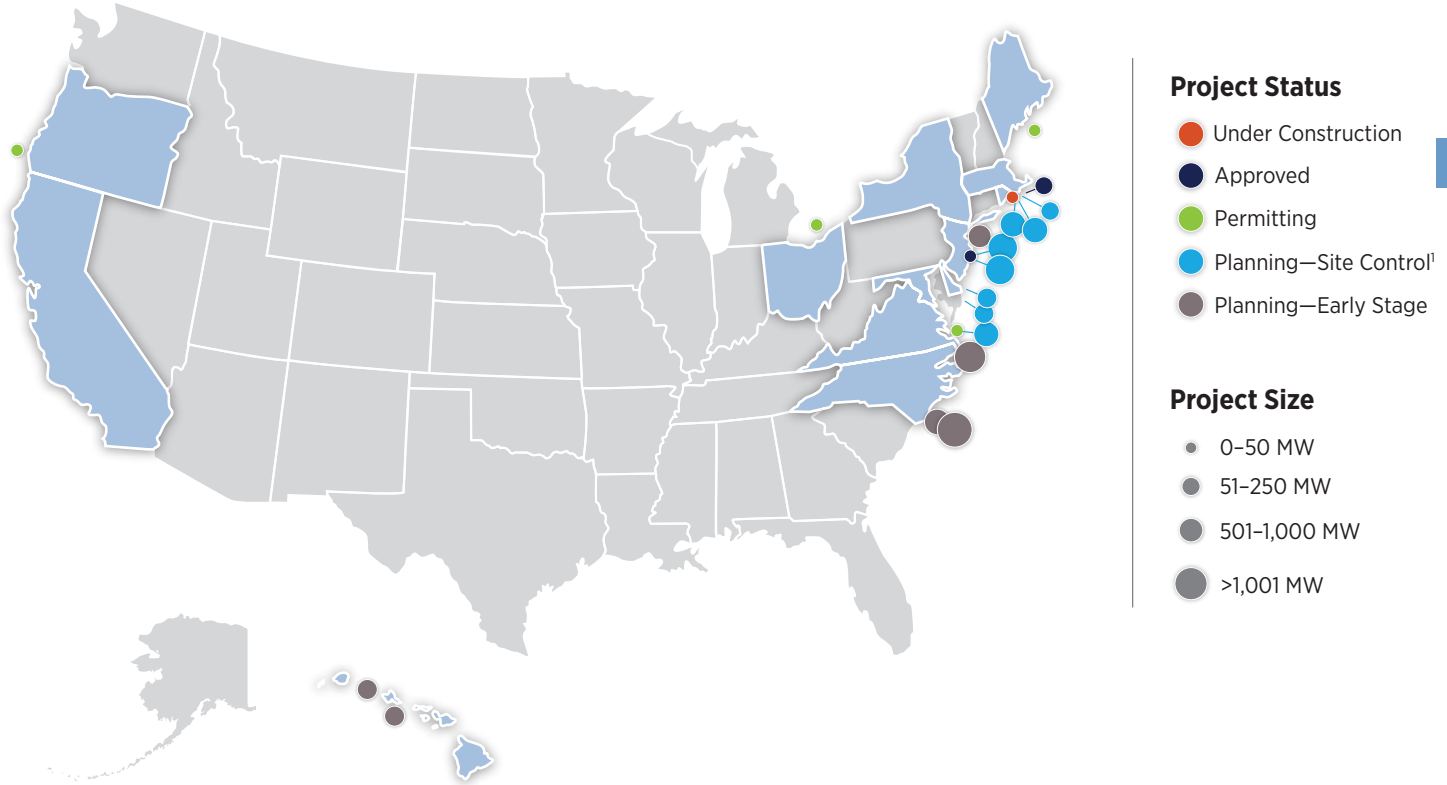 Project Status
Under Construction
Approved
Permitting
Planning—Site Control¹
Planning—Early Stage
Project Size
0–50 MW
51–250 MW
501–1,000 MW
>1,001 MW